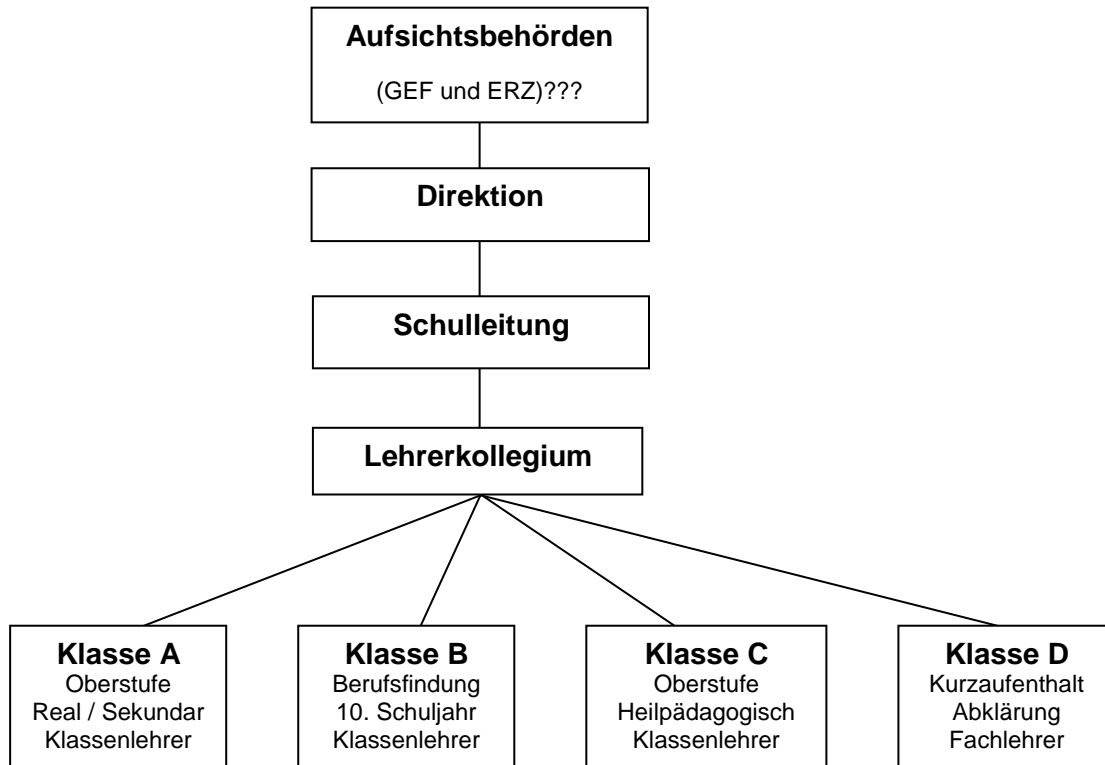 Aufsichtsbehörden
(GEF und ERZ)???
Direktion
Schulleitung
Lehrerkollegium
Klasse A
Oberstufe
Real / Sekundar
Klassenlehrer
Klasse B
Berufsfindung
10. Schuljahr
Klassenlehrer
Klasse C
Oberstufe
Heilpädagogisch
Klassenlehrer
Klasse D
Kurzaufenthalt
Abklärung
Fachlehrer